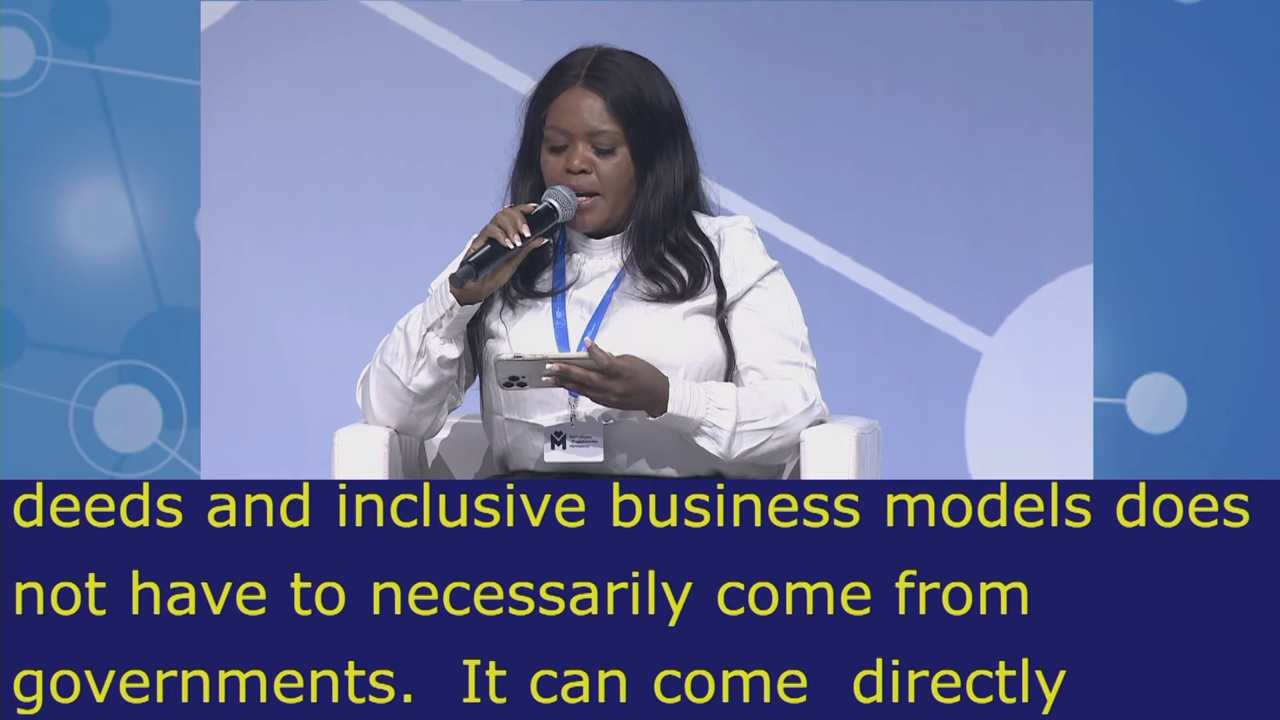 M
deeds and inclusive business models does
not have to necessarily come from
governments.  It can come  directly